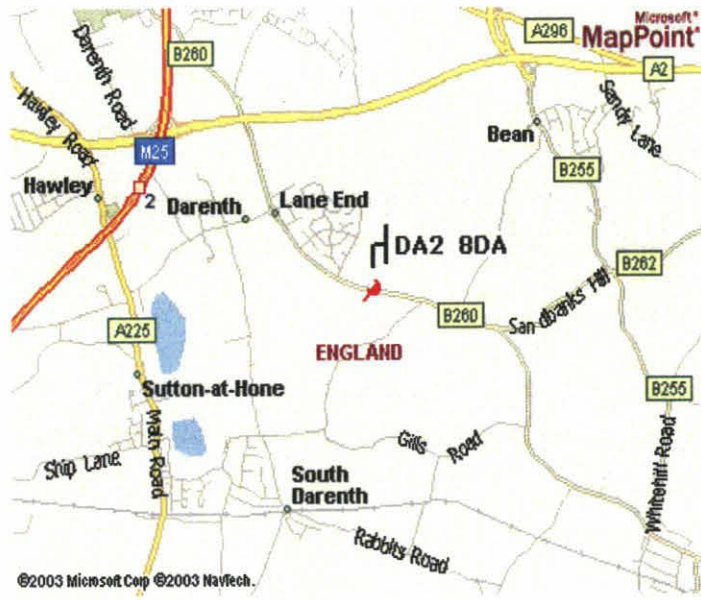 Microsoft®
MapPoint®
A296
B260
A2
Darenth Road
Hawley Road
Sandy Lane
Bean
M25
B255
Hawley
2
Darenth
Lane End
DA2 8DA
B262
Sandbanks Hill
B260
A225
ENGLAND
Sutton-at-Hone
B255
Main Road
Ship Lane
Gills Road
Whitehill Road
South
Darenth
Rabbits Road
©2003 Microsoft Corp ©2003 NavTech.